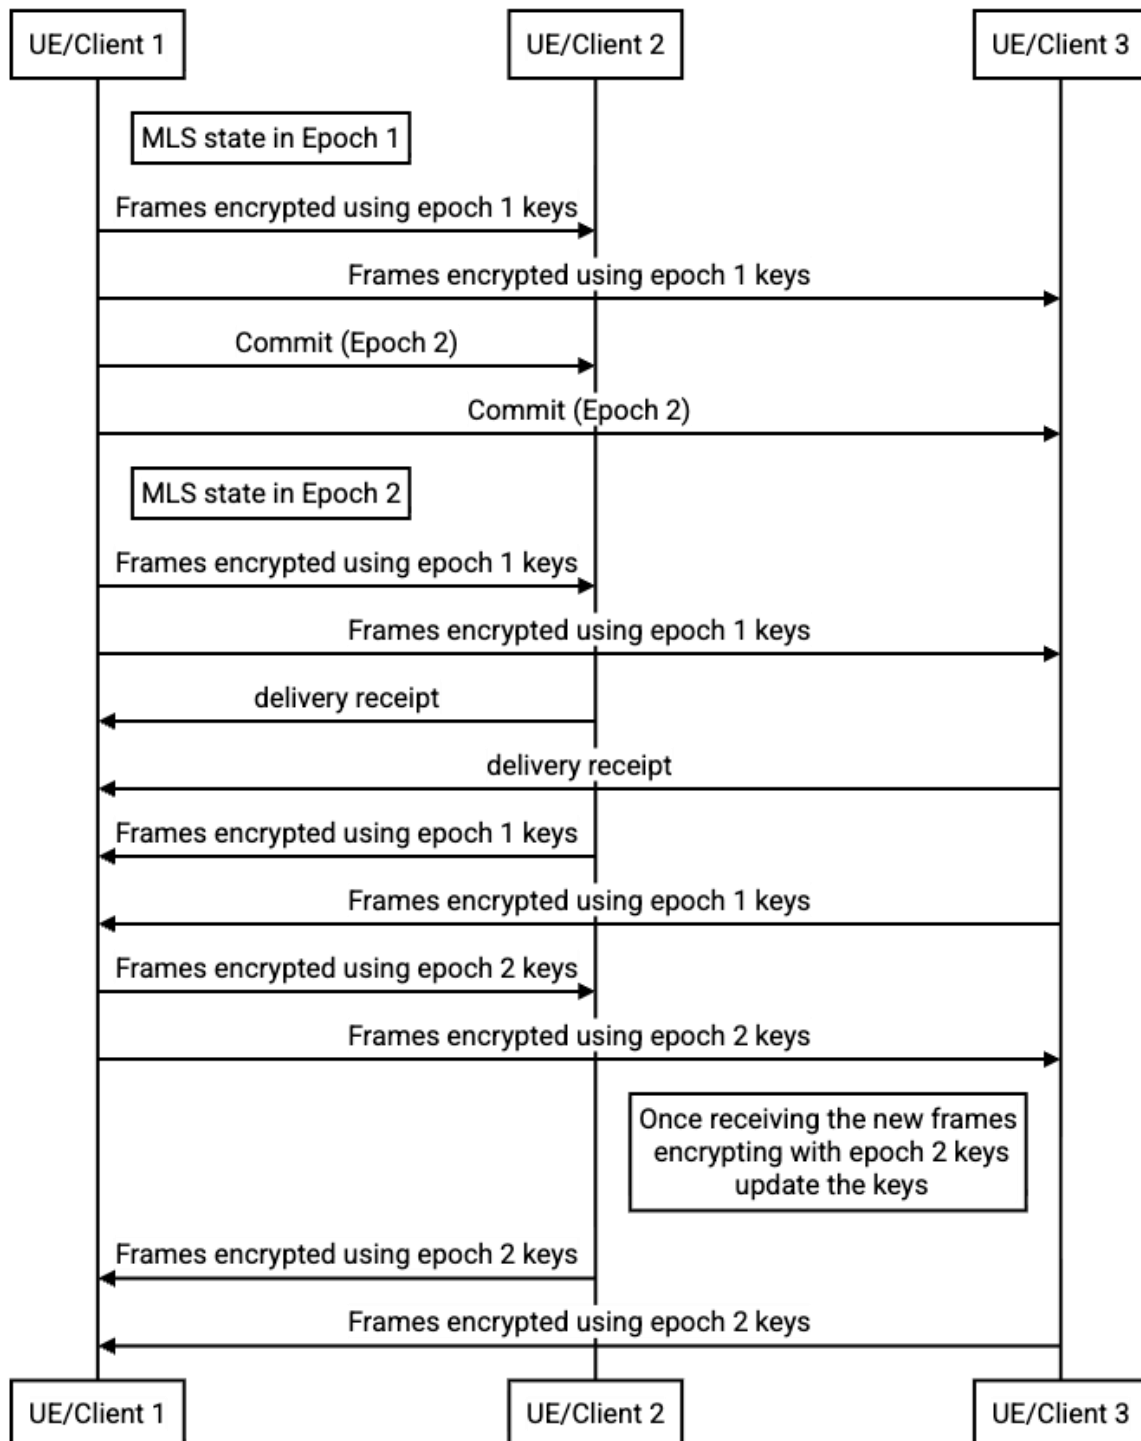 UE/Client 1
UE/Client 2
UE/Client 3
MLS state in Epoch 1
Frames encrypted using epoch 1 keys
Frames encrypted using epoch 1 keys
Commit (Epoch 2)
Commit (Epoch 2)
MLS state in Epoch 2
Frames encrypted using epoch 1 keys
Frames encrypted using epoch 1 keys
delivery receipt
delivery receipt
Frames encrypted using epoch 1 keys
Frames encrypted using epoch 1 keys
Frames encrypted using epoch 2 keys
Frames encrypted using epoch 2 keys
Once receiving the new frames
encrypting with epoch 2 keys
update the keys
Frames encrypted using epoch 2 keys
Frames encrypted using epoch 2 keys
UE/Client 1
UE/Client 2
UE/Client 3